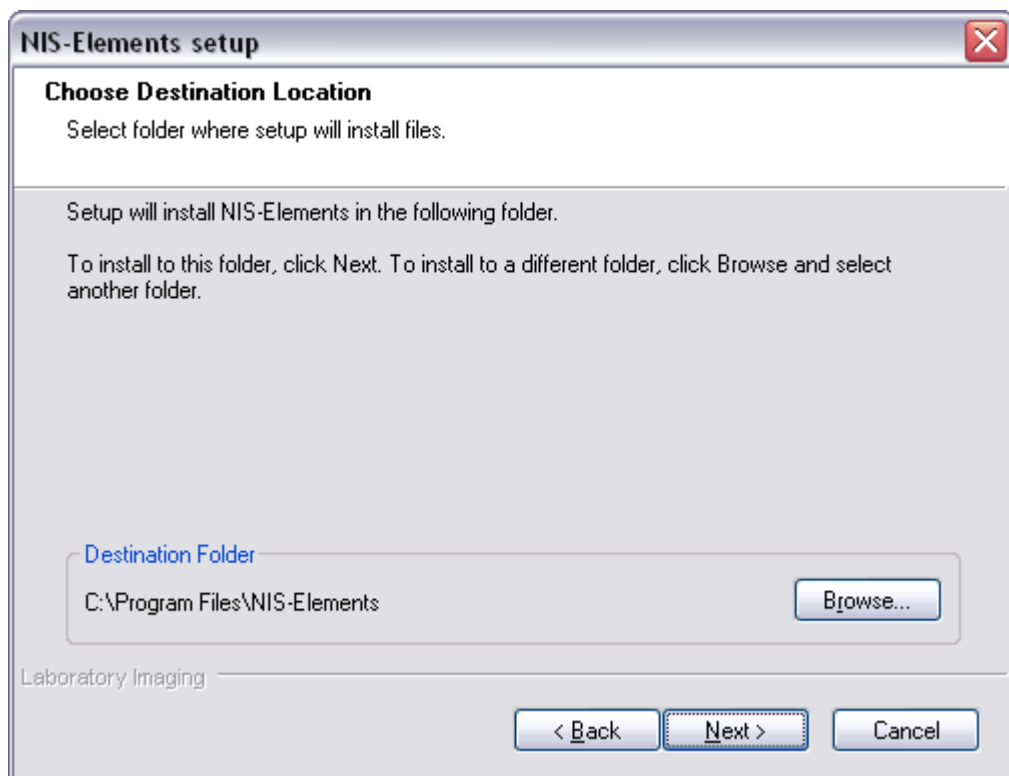 NIS-Elements setup
Choose Destination Location
Select folder where setup will install files.
Setup will install NIS-Elements in the following folder.
To install to this folder, click Next. To install to a different folder, click Browse and select
another folder.
Destination Folder
C:\Program Files\NIS-Elements
Browse...
Laboratory Imaging
< Back
Next >
Cancel